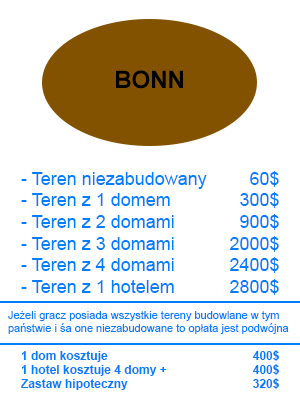 BONN
- Teren niezabudowany 60$
- Teren z 1 domem 300$
- Teren z 2 domami 900$
- Teren z 3 domami 2000$
- Teren z 4 domami 2400$
- Teren z 1 hotelem 2800$
Jeżeli gracz posiada wszystkie tereny budowlane w tym
państwie i śa one niezabudowane to opłata jest podwójna
1 dom kosztuje 400$
1 hotel kosztuje 4 domy + 400$
Zastaw hipoteczny 320$